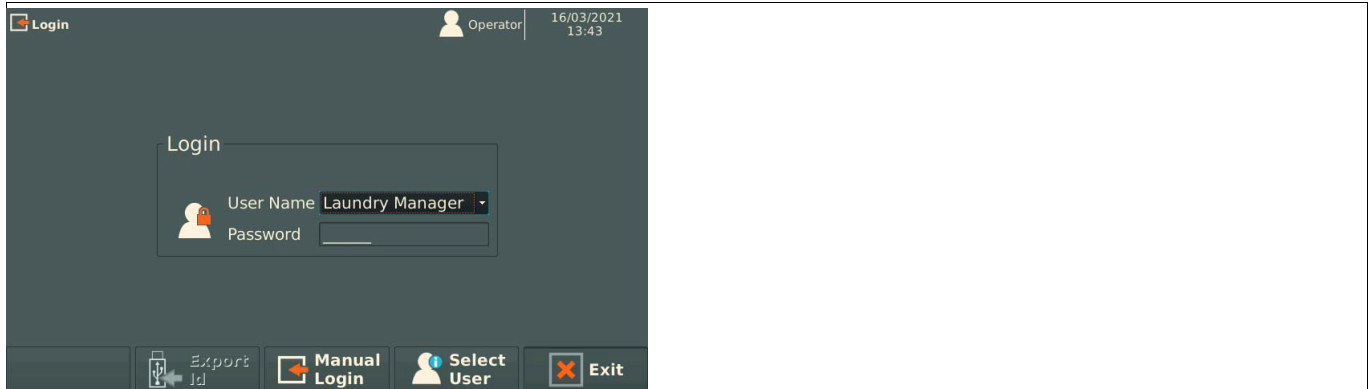 Login
Operator
16/03/2021
13:43
Login
User Name Laundry Manager
Password
Export
Id
Manual
Login
Select
User
Exit